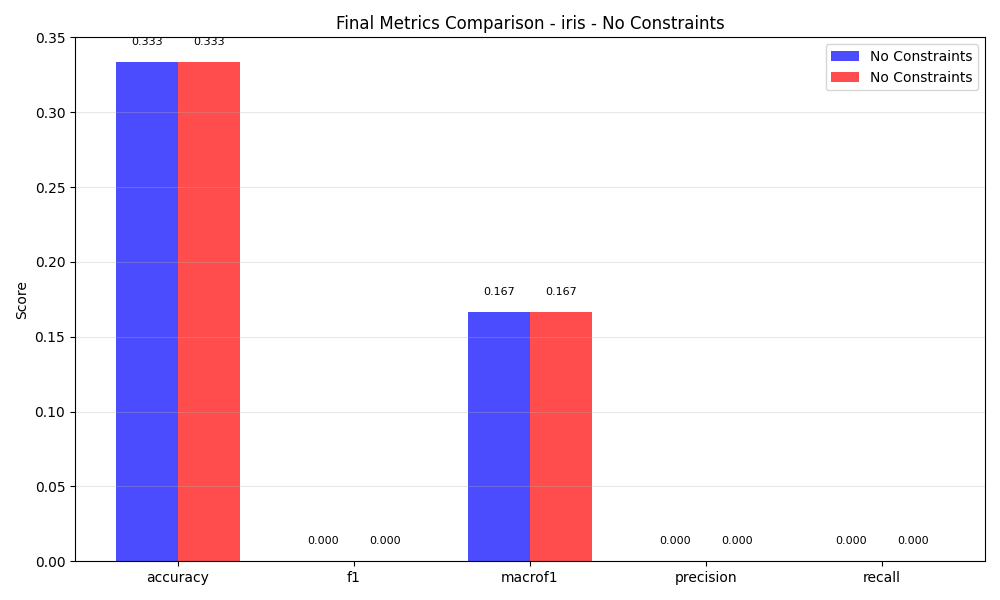 Final Metrics Comparison - iris - No Constraints
No Constraints
No Constraints
Score
0.35
0.30
0.25
0.20
0.15
0.10
0.05
0.00
0.333 0.333
0.000 0.000
0.167 0.167
0.000 0.000
0.000 0.000
accuracy f1 macrof1 precision recall